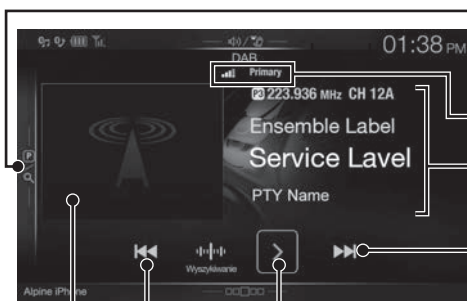 01:38 PM
DAB
Primary
P3 223.936 MHz CH 12A
Ensemble Label
Service Lavel
PTY Name
P
Wyszykiwanie
Alpine iPhone